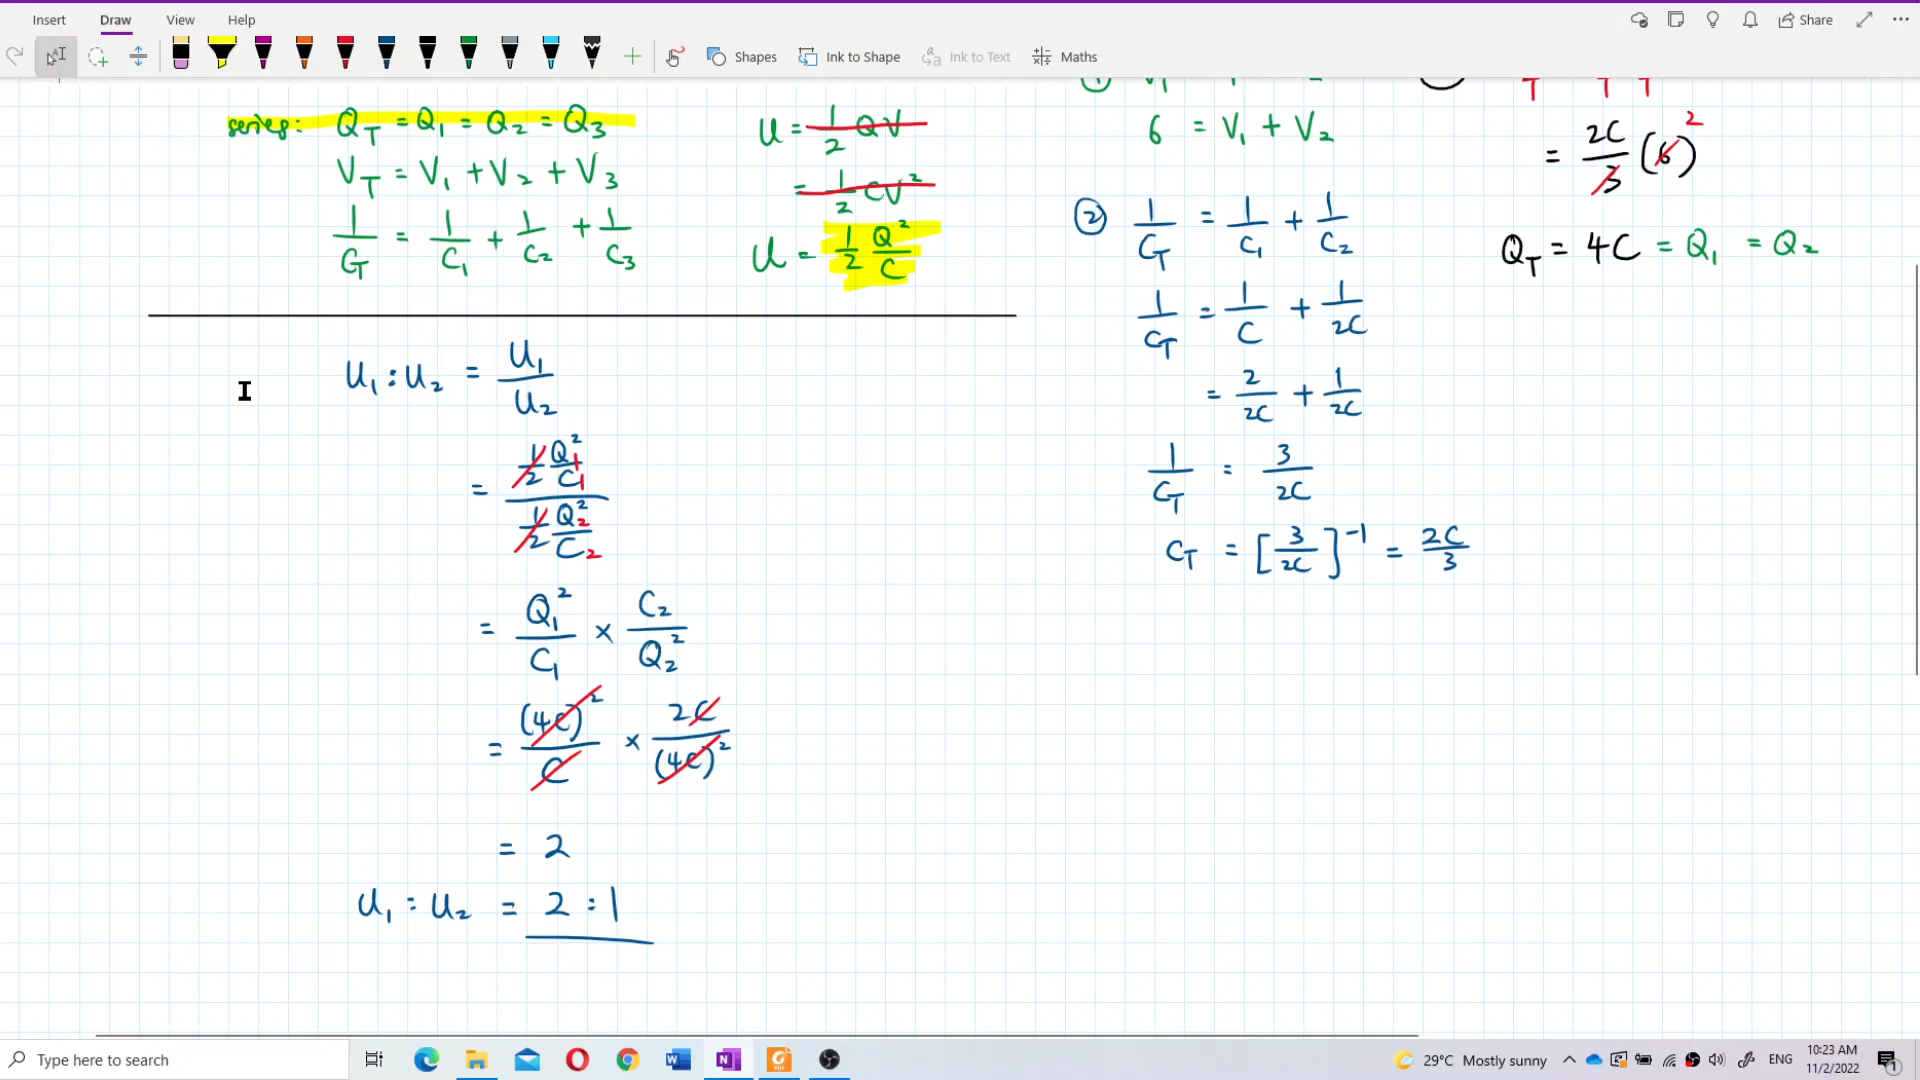 Insert Draw View Help Share
Shapes Ink to Shape Ink to Text Maths
series: Q_T = Q_1 = Q_2 = Q_3
V_T = V_1 + V_2 + V_3
1/C_T = 1/C_1 + 1/C_2 + 1/C_3
U = 1/2 QV
= 1/2 CV^2
U = 1/2 Q^2/C
U_1 : U_2 = U_1/U_2
= (1/2 Q_1^2/C_1)/(1/2 Q_2^2/C_2)
= Q_1^2/C_1 × C_2/Q_2^2
= (4C)^2/C × 2C/(4C)^2
= 2
U_1 : U_2 = 2 : 1
6 = V_1 + V_2
② 1/C_T = 1/C_1 + 1/C_2
1/C_T = 1/C + 1/2C
= 2/2C + 1/2C
1/C_T = 3/2C
C_T = [3/2C]^-1 = 2C/3
= 2C/3 (6) 2
Q_T = 4C = Q_1 = Q_2
Type here to search
29°C Mostly sunny ENG 10:23 AM
11/2/2022